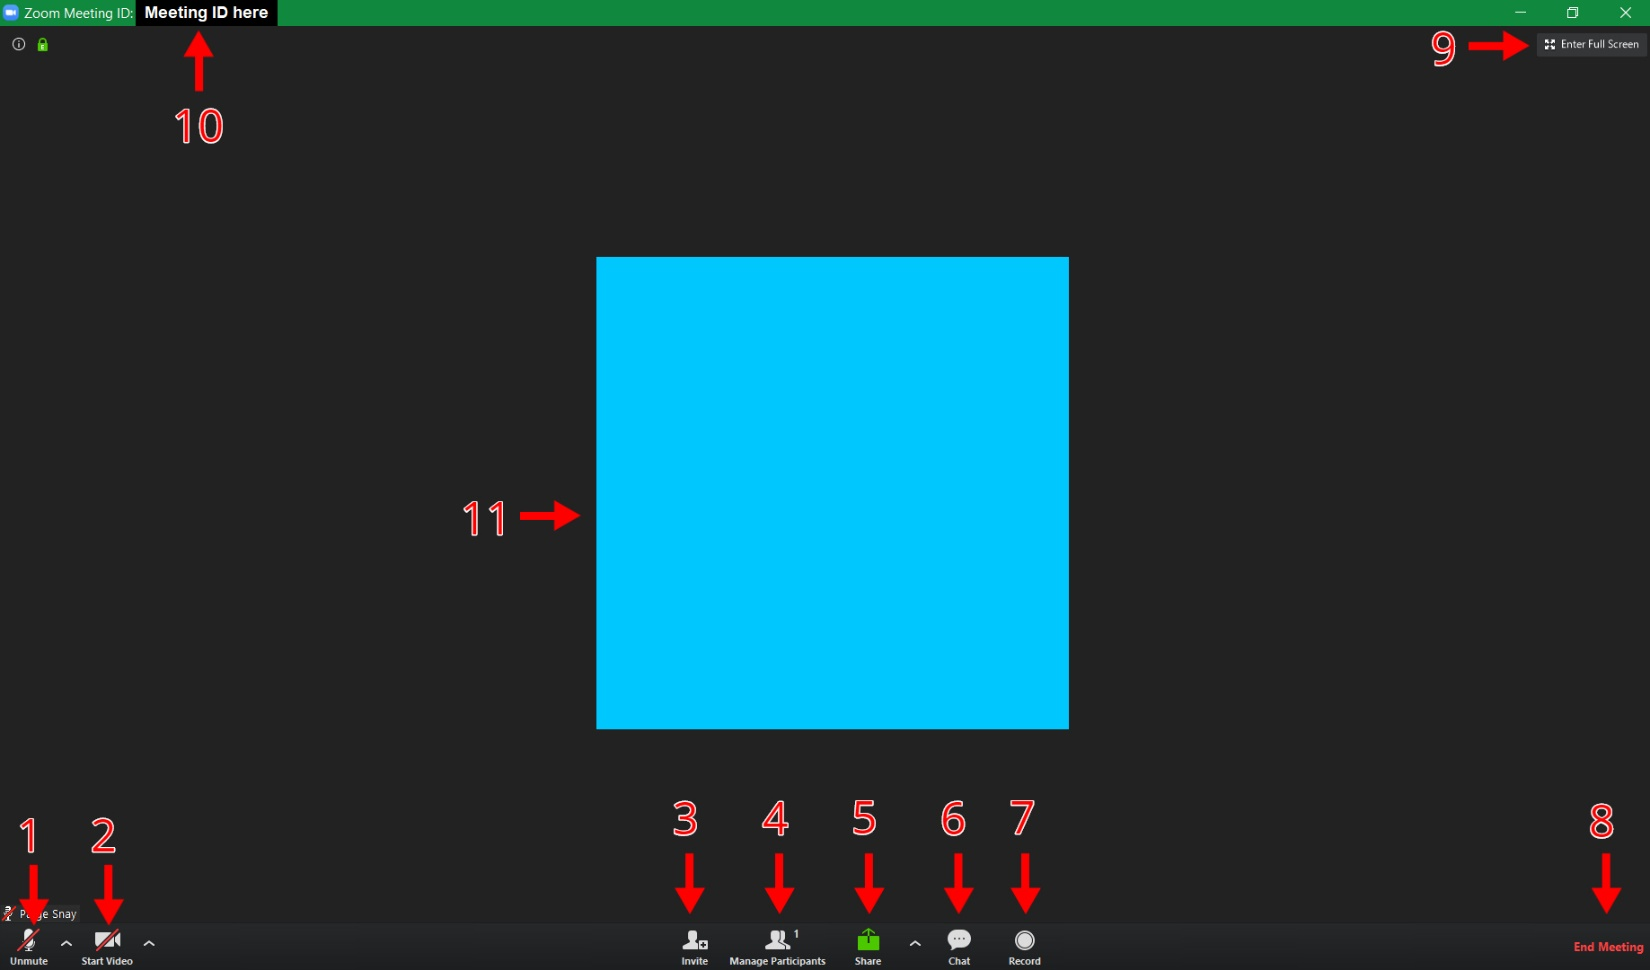 Zoom Meeting ID: Meeting ID here
9 Enter Full Screen
10
11
1 2 3 4 5 6 7 8
Snay
Unmute Start Video Invite Manage Participants 1 Share Chat Record End Meeting